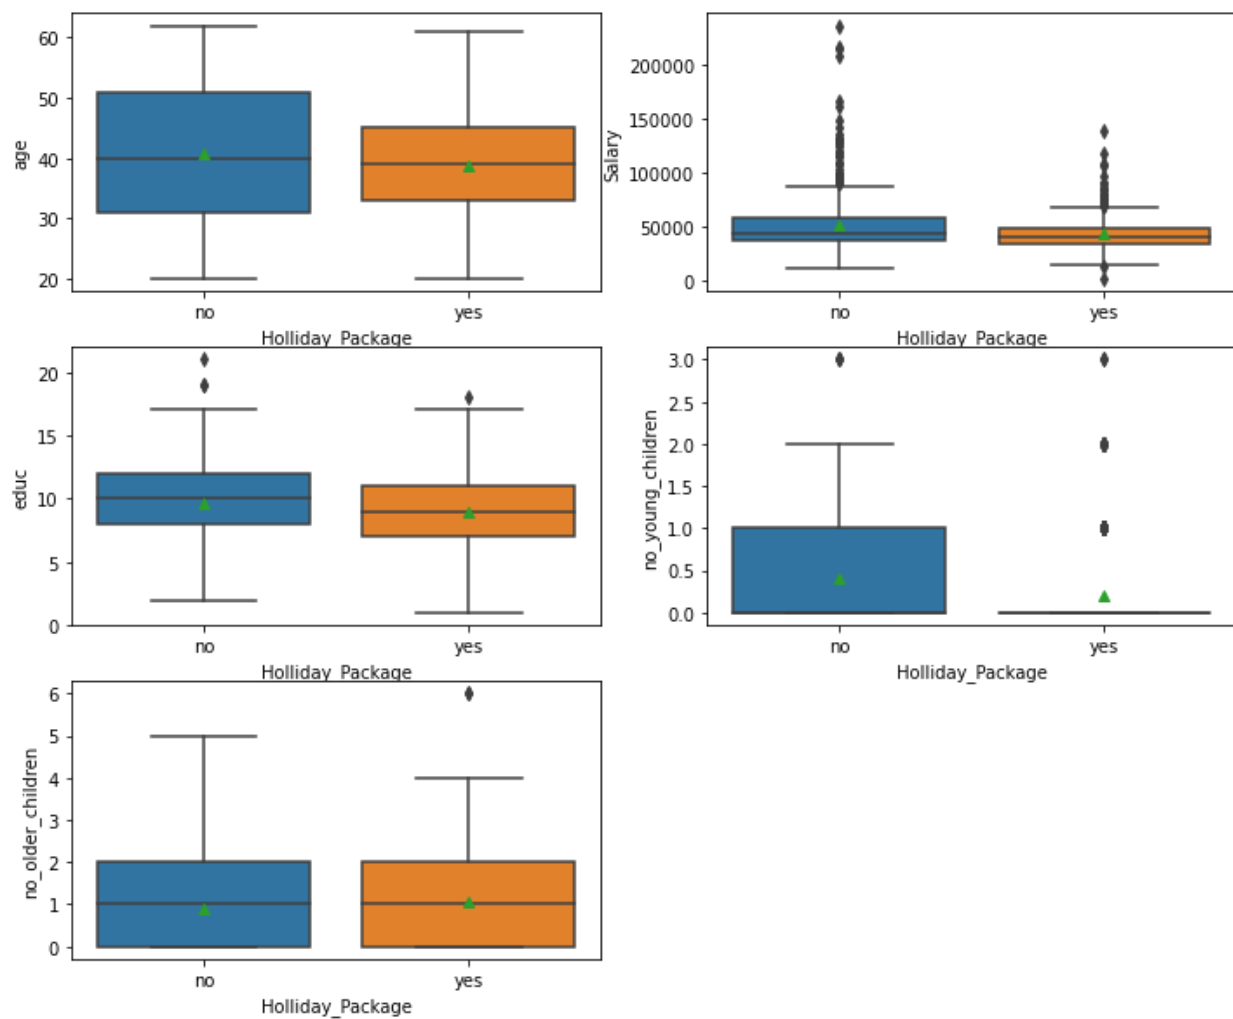 age
60
50
40
30
20
no yes
Holliday_Package
Salary
200000
150000
100000
50000
0
no yes
Holliday_Package
educ
20
15
10
5
0
no yes
Holliday_Package
no_young_children
3.0
2.5
2.0
1.5
1.0
0.5
0.0
no yes
Holliday_Package
no_older_children
6
5
4
3
2
1
0
no yes
Holliday_Package